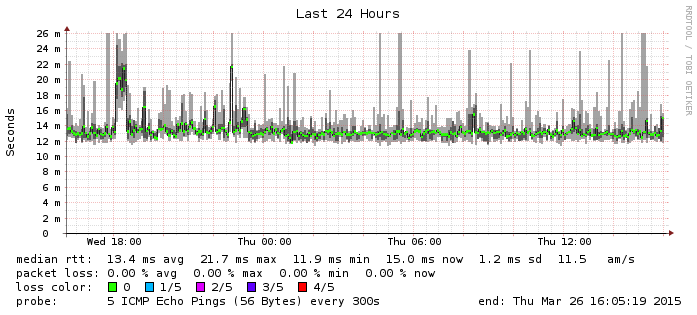 Last 24 Hours
RRDTOOL / TOBI OETIKER
Seconds
26 m
24 m
22 m
20 m
18 m
16 m
14 m
12 m
10 m
8 m
6 m
4 m
2 m
0
Wed 18:00 Thu 00:00 Thu 06:00 Thu 12:00
median rtt: 13.4 ms avg 21.7 ms max 11.9 ms min 15.0 ms now 1.2 ms sd 11.5 am/s
packet loss: 0.00 % avg 0.00 % max 0.00 % min 0.00 % now
loss color: 0 1/5 2/5 3/5 4/5
probe: 5 ICMP Echo Pings (56 Bytes) every 300s end: Thu Mar 26 16:05:19 2015